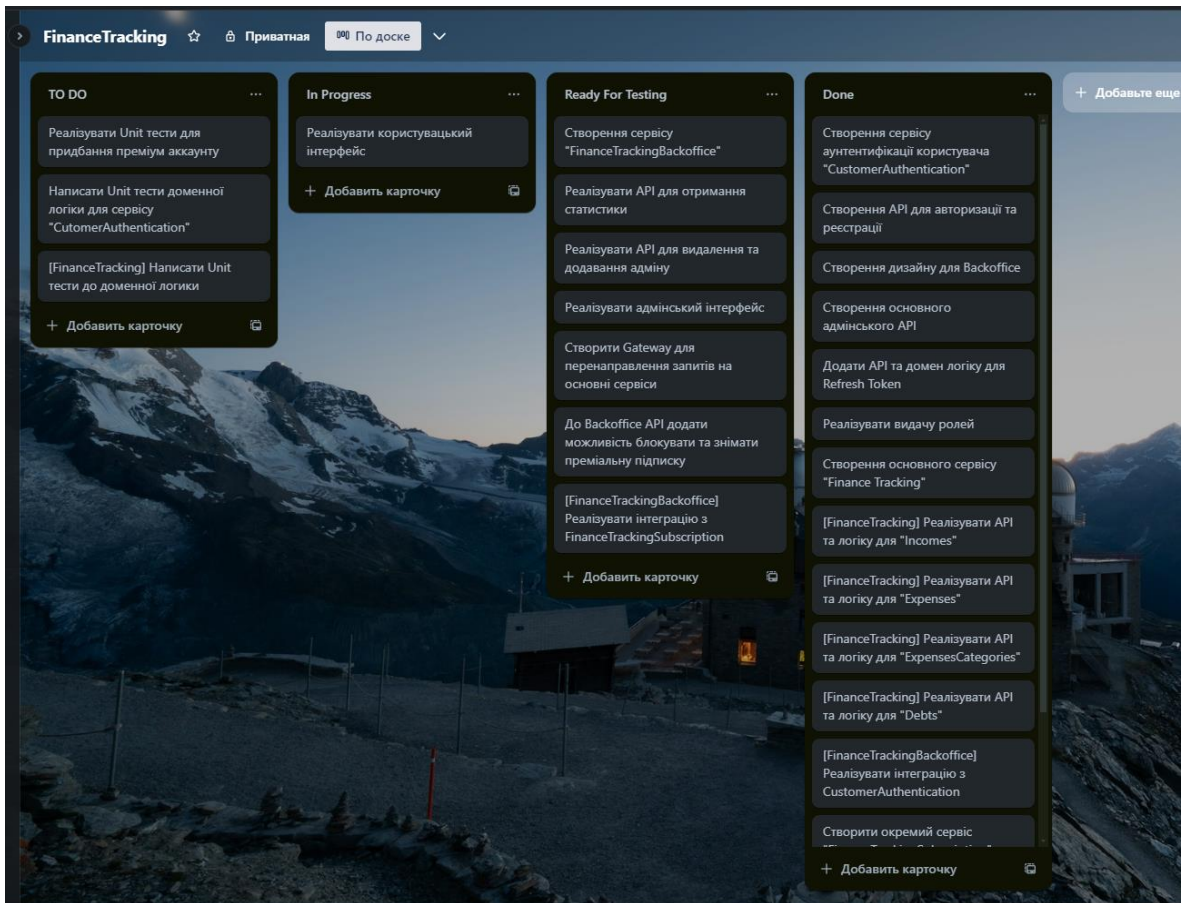 FinanceTracking
Приватная
По доске
TO DO
Реалізувати Unit тести для
придбання преміум аккаунту
Написати Unit тести доменної
логіки для сервісу
"CutomerAuthentication"
[FinanceTracking] Написати Unit
тести до доменної логики
+ Добавить карточку
In Progress
Реалізувати користувацький
інтерфейс
+ Добавить карточку
Ready For Testing
Створення сервісу
"FinanceTrackingBackoffice"
Реалізувати API для отримання
статистики
Реалізувати API для видалення та
додавання адміну
Реалізувати адмінський інтерфейс
Створити Gateway для
перенаправлення запитів на
основні сервіси
До Backoffice API додати
можливість блокувати та знімати
преміальну підписку
[FinanceTrackingBackoffice]
Реалізувати інтеграцію з
FinanceTrackingSubscription
+ Добавить карточку
Done
Створення сервісу
аунтентифікації користувача
"CustomerAuthentication"
Створення API для авторизації та
реєстрації
Створення дизайну для Backoffice
Створення основного
адмінського API
Додати API та домен логіку для
Refresh Token
Реалізувати видачу ролей
Створення основного сервісу
"Finance Tracking"
[FinanceTracking] Реалізувати API
та логіку для "Incomes"
[FinanceTracking] Реалізувати API
та логіку для "Expenses"
[FinanceTracking] Реалізувати API
та логіку для "ExpensesCategories"
[FinanceTracking] Реалізувати API
та логіку для "Debts"
[FinanceTrackingBackoffice]
Реалізувати інтеграцію з
CustomerAuthentication
Створити окремий сервіс
+ Добавить карточку
+ Добавьте еще